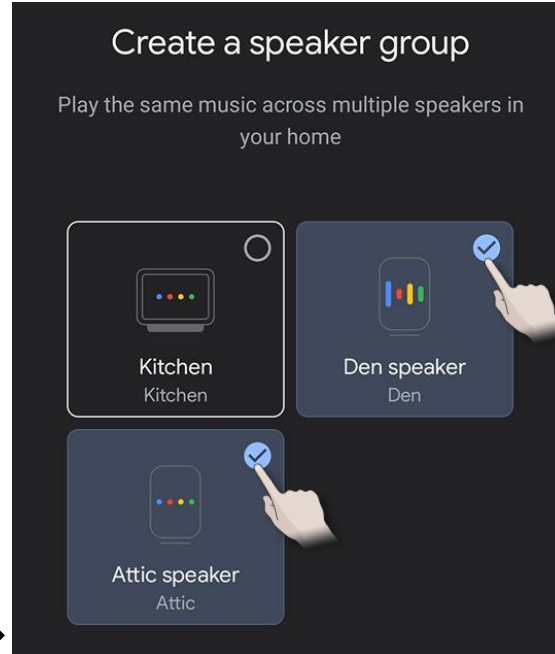 Create a speaker group
Play the same music across multiple speakers in
your home
Kitchen
Kitchen
Den speaker
Den
Attic speaker
Attic